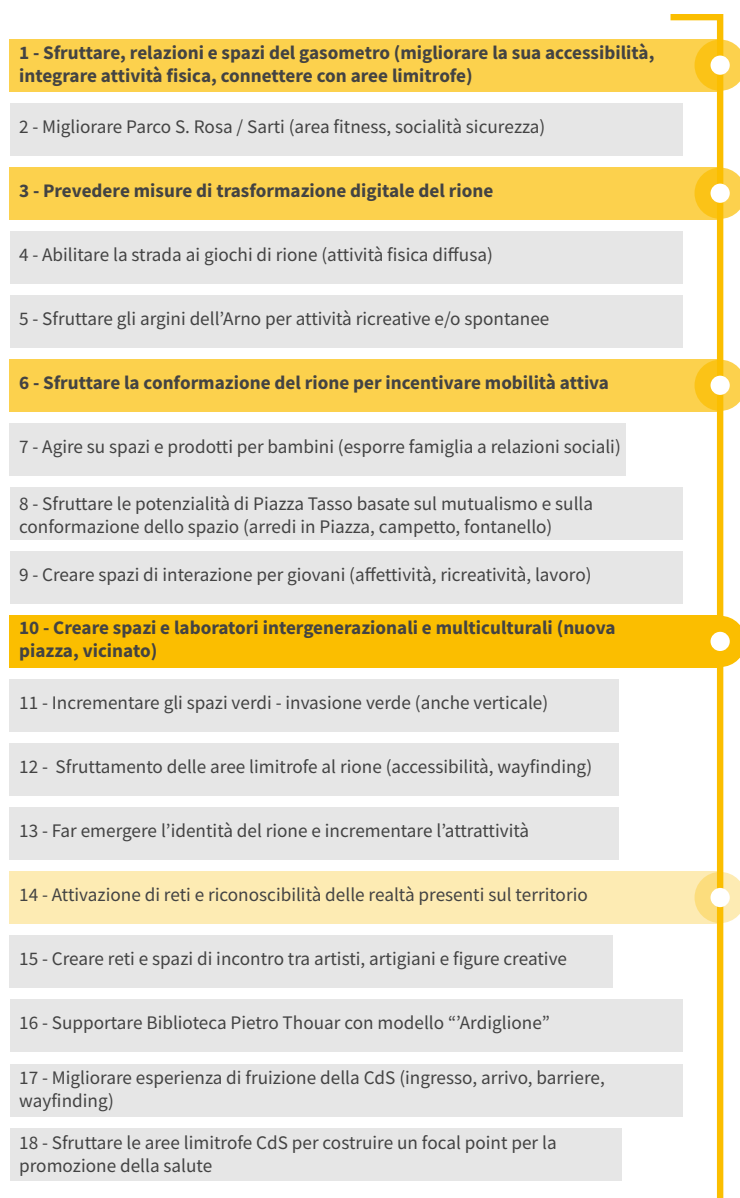 1 - Sfruttare, relazioni e spazi del gasometro (migliorare la sua accessibilità,
integrare attività fisica, connettere con aree limitrofe)
2 - Migliorare Parco S. Rosa / Sarti (area fitness, socialità sicurezza)
3 - Prevedere misure di trasformazione digitale del rione
4 - Abilitare la strada ai giochi di rione (attività fisica diffusa)
5 - Sfruttare gli argini dell’Arno per attività ricreative e/o spontanee
6 - Sfruttare la conformazione del rione per incentivare mobilità attiva
7 - Agire su spazi e prodotti per bambini (esporre famiglia a relazioni sociali)
8 - Sfruttare le potenzialità di Piazza Tasso basate sul mutualismo e sulla
conformazione dello spazio (arredi in Piazza, campetto, fontanello)
9 - Creare spazi di interazione per giovani (affettività, ricreatività, lavoro)
10 - Creare spazi e laboratori intergenerazionali e multiculturali (nuova
piazza, vicinato)
11 - Incrementare gli spazi verdi - invasione verde (anche verticale)
12 - Sfruttamento delle aree limitrofe al rione (accessibilità, wayfinding)
13 - Far emergere l’identità del rione e incrementare l’attrattività
14 - Attivazione di reti e riconoscibilità delle realtà presenti sul territorio
15 - Creare reti e spazi di incontro tra artisti, artigiani e figure creative
16 - Supportare Biblioteca Pietro Thouar con modello “’Ardiglione”
17 - Migliorare esperienza di fruizione della CdS (ingresso, arrivo, barriere,
wayfinding)
18 - Sfruttare le aree limitrofe CdS per costruire un focal point per la
promozione della salute